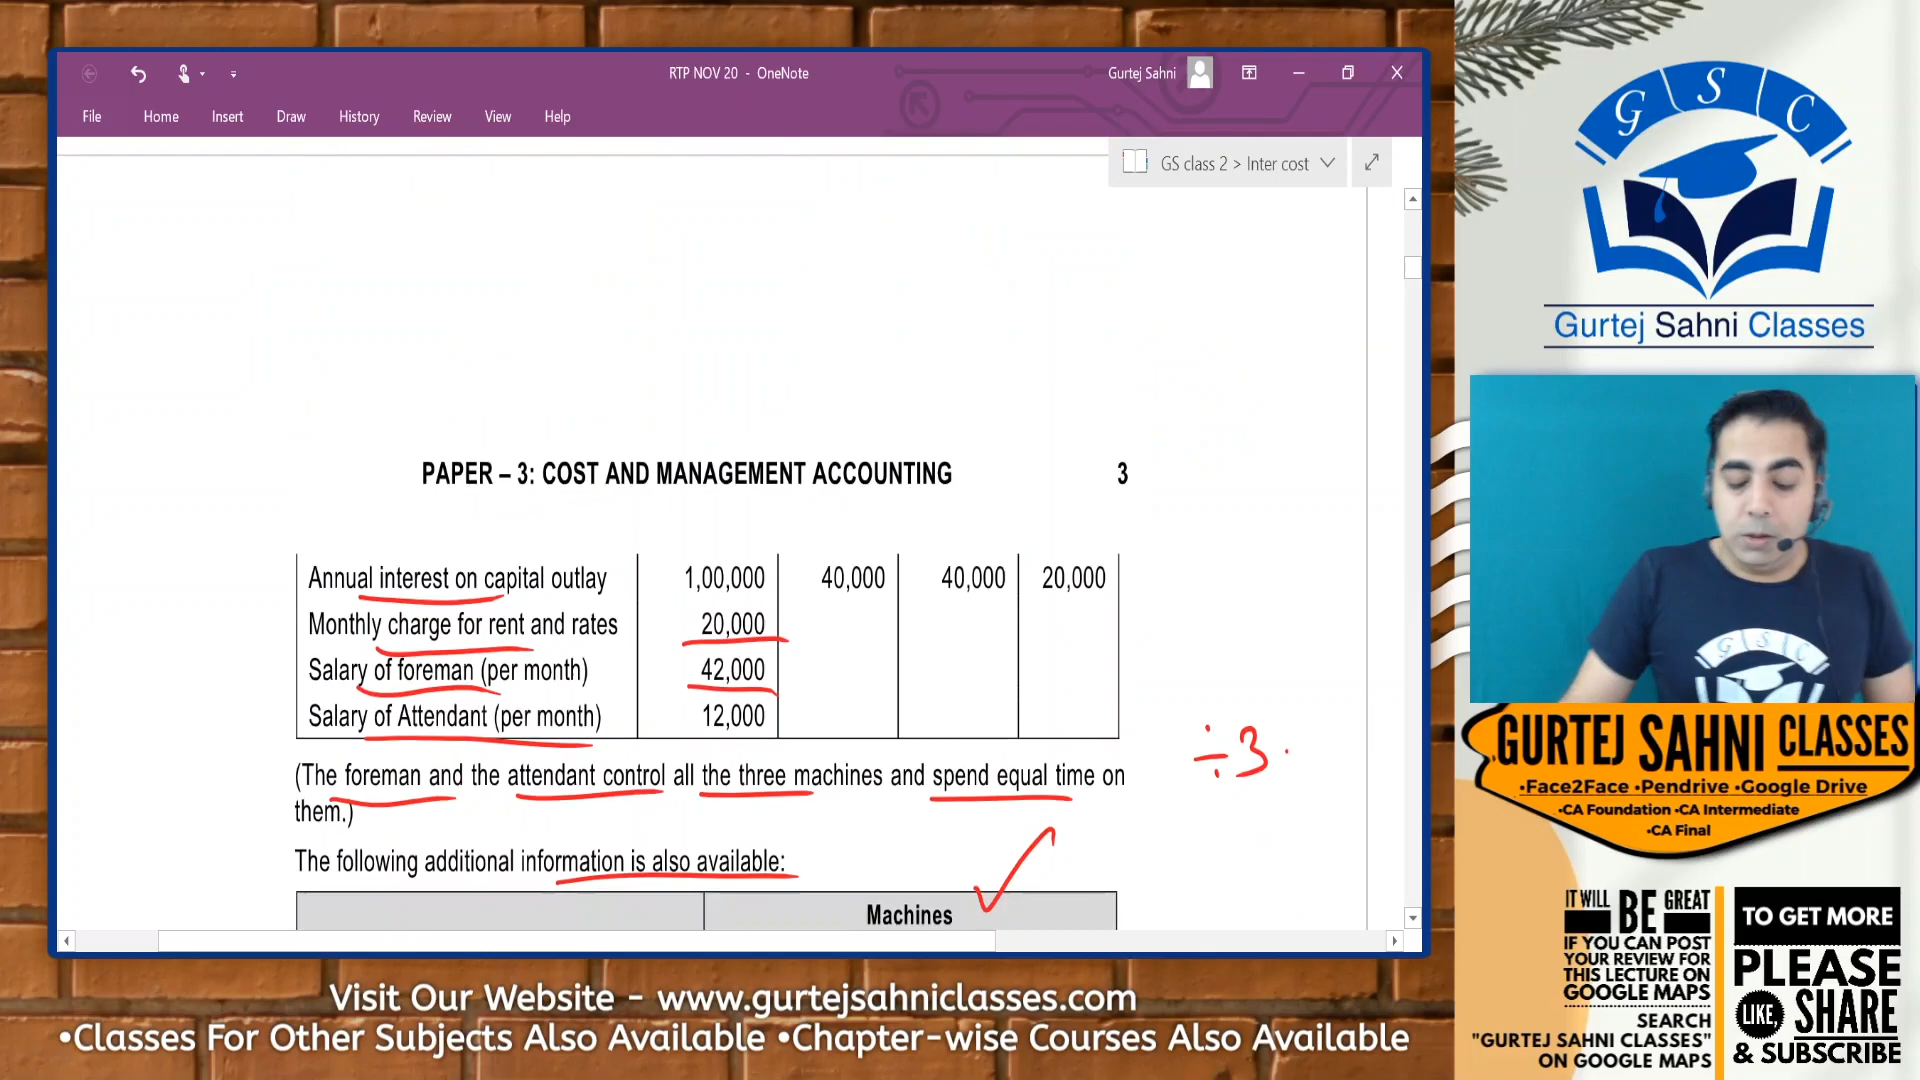 RTP NOV 20 - OneNote
Gurtej Sahni
File Home Insert Draw History Review View Help
GS class 2 > Inter cost
PAPER – 3: COST AND MANAGEMENT ACCOUNTING 3
Annual interest on capital outlay 1,00,000 40,000 40,000 20,000
Monthly charge for rent and rates 20,000
Salary of foreman (per month) 42,000
Salary of Attendant (per month) 12,000
÷3
(The foreman and the attendant control all the three machines and spend equal time on
them.)
The following additional information is also available:
Machines
G S C
Gurtej Sahni Classes
G S C
GURTEJ SAHNI CLASSES
•Face2Face •Pendrive •Google Drive
•CA Foundation •CA Intermediate
•CA Final
IT WILL BE GREAT
IF YOU CAN POST
YOUR REVIEW FOR
THIS LECTURE ON
GOOGLE MAPS
SEARCH
"GURTEJ SAHNI CLASSES"
ON GOOGLE MAPS
TO GET MORE
PLEASE
LIKE, SHARE
& SUBSCRIBE
Visit Our Website - www.gurtejsahniclasses.com
•Classes For Other Subjects Also Available •Chapter-wise Courses Also Available